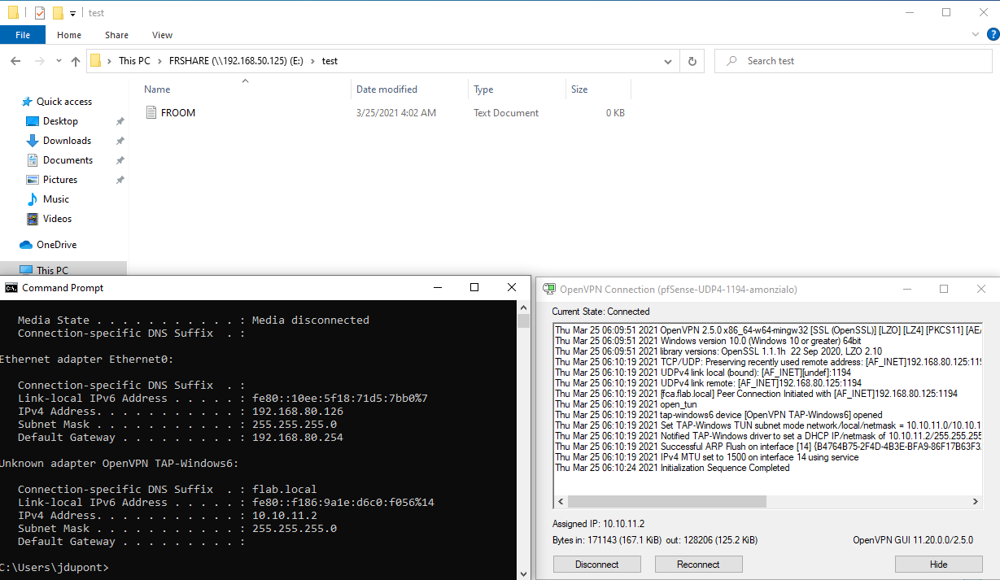 test
File Home Share View
This PC › FRSHARE (\\192.168.50.125) (E:) › test
Search test
Name Date modified Type Size
FROOM 3/25/2021 4:02 AM Text Document 0 KB
Quick access
Desktop
Downloads
Documents
Pictures
Music
Videos
OneDrive
This PC
Command Prompt
Media State . . . . . . . . . . . : Media disconnected
Connection-specific DNS Suffix  . :
Ethernet adapter Ethernet0:
Connection-specific DNS Suffix  . :
Link-local IPv6 Address . . . . . : fe80::10ee:5f18:71d5:7bb0%7
IPv4 Address. . . . . . . . . . . : 192.168.80.126
Subnet Mask . . . . . . . . . . . : 255.255.255.0
Default Gateway . . . . . . . . . : 192.168.80.254
Unknown adapter OpenVPN TAP-Windows6:
Connection-specific DNS Suffix  . : flab.local
Link-local IPv6 Address . . . . . : fe80::f186:9a1e:d6c0:f056%14
IPv4 Address. . . . . . . . . . . : 10.10.11.2
Subnet Mask . . . . . . . . . . . : 255.255.255.0
Default Gateway . . . . . . . . . :
C:\Users\jdupont>
OpenVPN Connection (pfSense-UDP4-1194-amonzialo)
Current State: Connected
Thu Mar 25 06:09:51 2021 OpenVPN 2.5.0 x86_64-w64-mingw32 [SSL (OpenSSL)] [LZO] [LZ4] [PKCS11] [AE
Thu Mar 25 06:09:51 2021 Windows version 10.0 (Windows 10 or greater) 64bit
Thu Mar 25 06:09:51 2021 library versions: OpenSSL 1.1.1h  22 Sep 2020, LZO 2.10
Thu Mar 25 06:10:19 2021 TCP/UDP: Preserving recently used remote address: [AF_INET]192.168.80.125:119
Thu Mar 25 06:10:19 2021 UDPv4 link local (bound): [AF_INET][undef]:1194
Thu Mar 25 06:10:19 2021 UDPv4 link remote: [AF_INET]192.168.80.125:1194
Thu Mar 25 06:10:19 2021 [fca.flab.local] Peer Connection Initiated with [AF_INET]192.168.80.125:1194
Thu Mar 25 06:10:19 2021 open_tun
Thu Mar 25 06:10:19 2021 tap-windows6 device [OpenVPN TAP-Windows6] opened
Thu Mar 25 06:10:19 2021 Set TAP-Windows TUN subnet mode network/local/netmask = 10.10.11.0/10.10.1
Thu Mar 25 06:10:19 2021 Notified TAP-Windows driver to set a DHCP IP/netmask of 10.10.11.2/255.255.255
Thu Mar 25 06:10:19 2021 Successful ARP Flush on interface [14] {B4764B75-2F4D-4B3E-BFA9-86F17B63F3
Thu Mar 25 06:10:19 2021 IPv4 MTU set to 1500 on interface 14 using service
Thu Mar 25 06:10:24 2021 Initialization Sequence Completed
Assigned IP: 10.10.11.2
Bytes in: 171143 (167.1 KiB)  out: 128206 (125.2 KiB) OpenVPN GUI 11.20.0.0/2.5.0
Disconnect Reconnect Hide